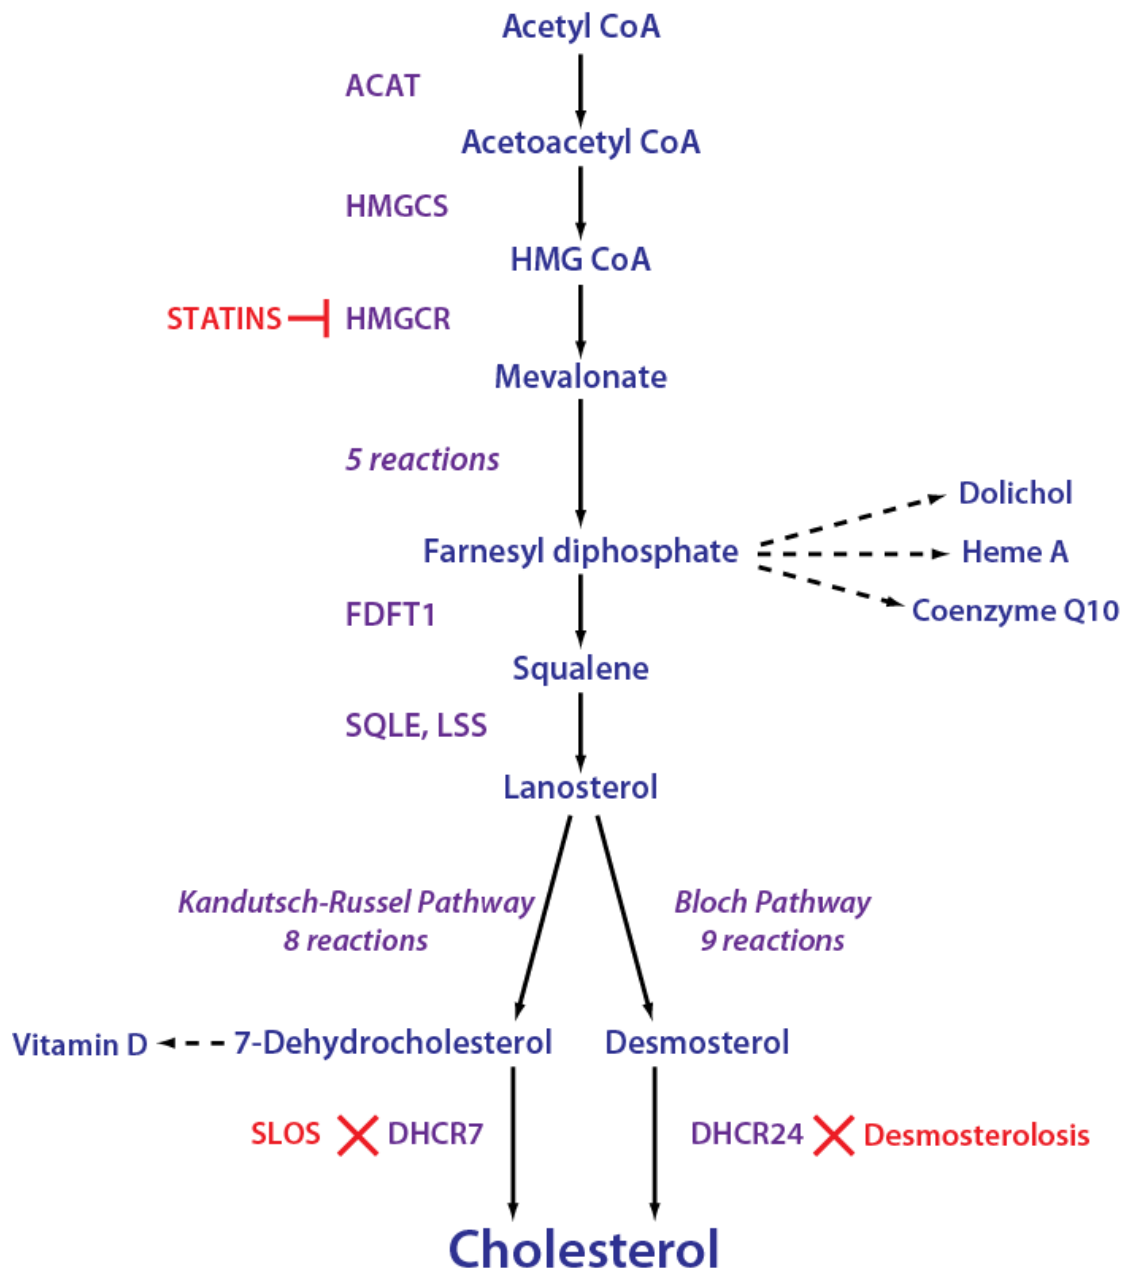 Acetyl CoA
ACAT
Acetoacetyl CoA
HMGCS
HMG CoA
STATINS HMGCR
Mevalonate
5 reactions
Dolichol
Farnesyl diphosphate Heme A
Coenzyme Q10
FDFT1
Squalene
SQLE, LSS
Lanosterol
Kandutsch-Russel Pathway
8 reactions
Bloch Pathway
9 reactions
Vitamin D 7-Dehydrocholesterol Desmosterol
SLOS DHCR7 DHCR24 Desmosterolosis
Cholesterol